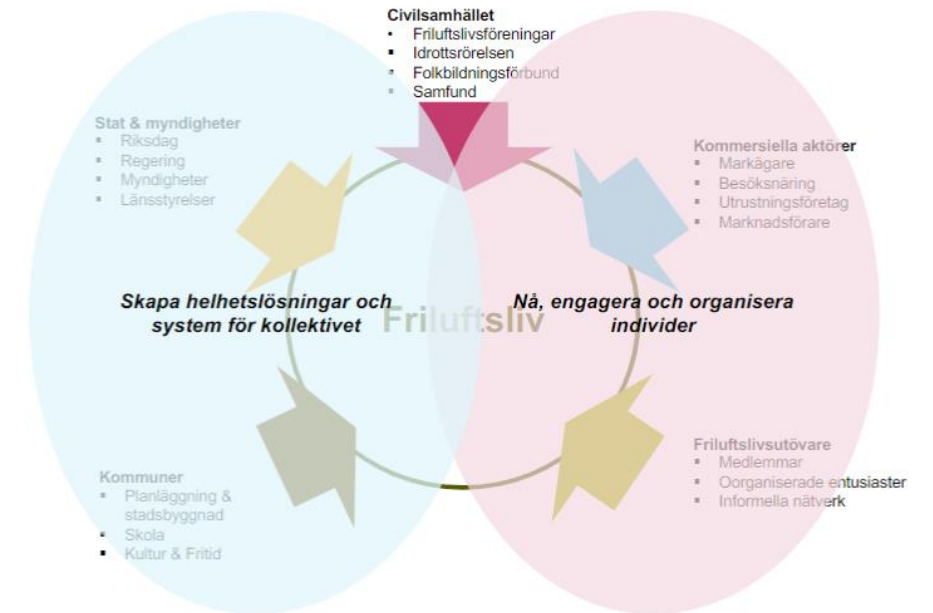 Civilsamhället
▪ Friluftslivsföreningar
▪ Idrottsrörelsen
▪ Folkbildningsförbund
▪ Samfund
Stat & myndigheter
▪ Riksdag
▪ Regering
▪ Myndigheter
▪ Länsstyrelser
Kommersiella aktörer
▪ Markägare
▪ Besöksnäring
▪ Utrustningsföretag
▪ Marknadsförare
Skapa helhetslösningar och
system för kollektivet
Friluftsliv
Nå, engagera och organisera
individer
Kommuner
▪ Planläggning &
stadsbyggnad
▪ Skola
▪ Kultur & Fritid
Friluftslivsutövare
▪ Medlemmar
▪ Oorganiserade entusiaster
▪ Informella nätverk